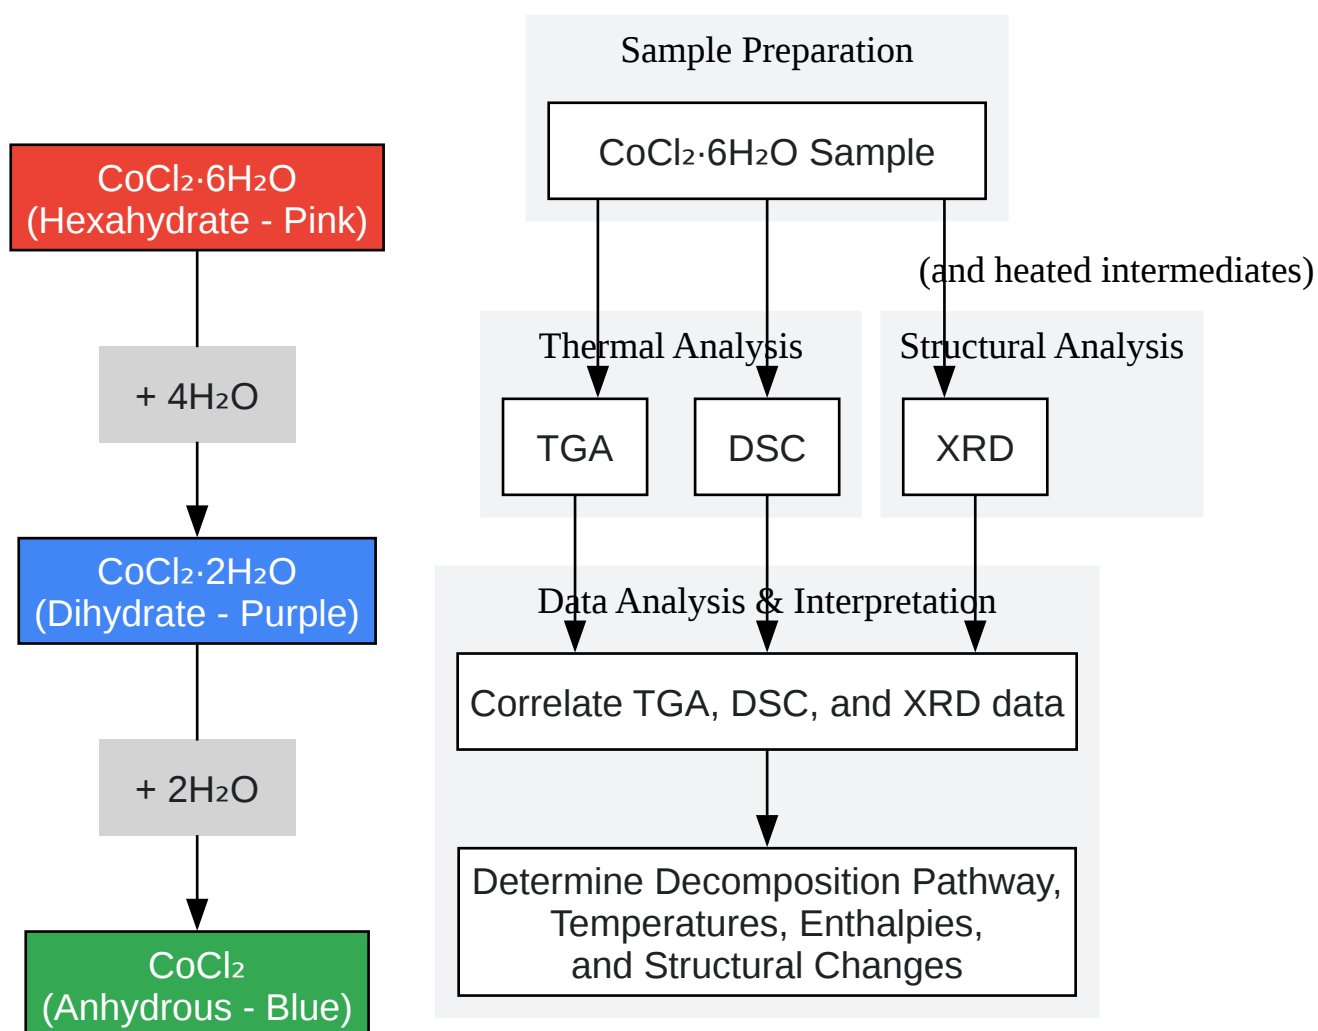 CoCl₂·6H₂O
(Hexahydrate - Pink)
+ 4H₂O
CoCl₂·2H₂O
(Dihydrate - Purple)
+ 2H₂O
CoCl₂
(Anhydrous - Blue)
Sample Preparation
CoCl₂·6H₂O Sample
(and heated intermediates)
Thermal Analysis
Structural Analysis
TGA
DSC
XRD
Data Analysis & Interpretation
Correlate TGA, DSC, and XRD data
Determine Decomposition Pathway,
Temperatures, Enthalpies,
and Structural Changes